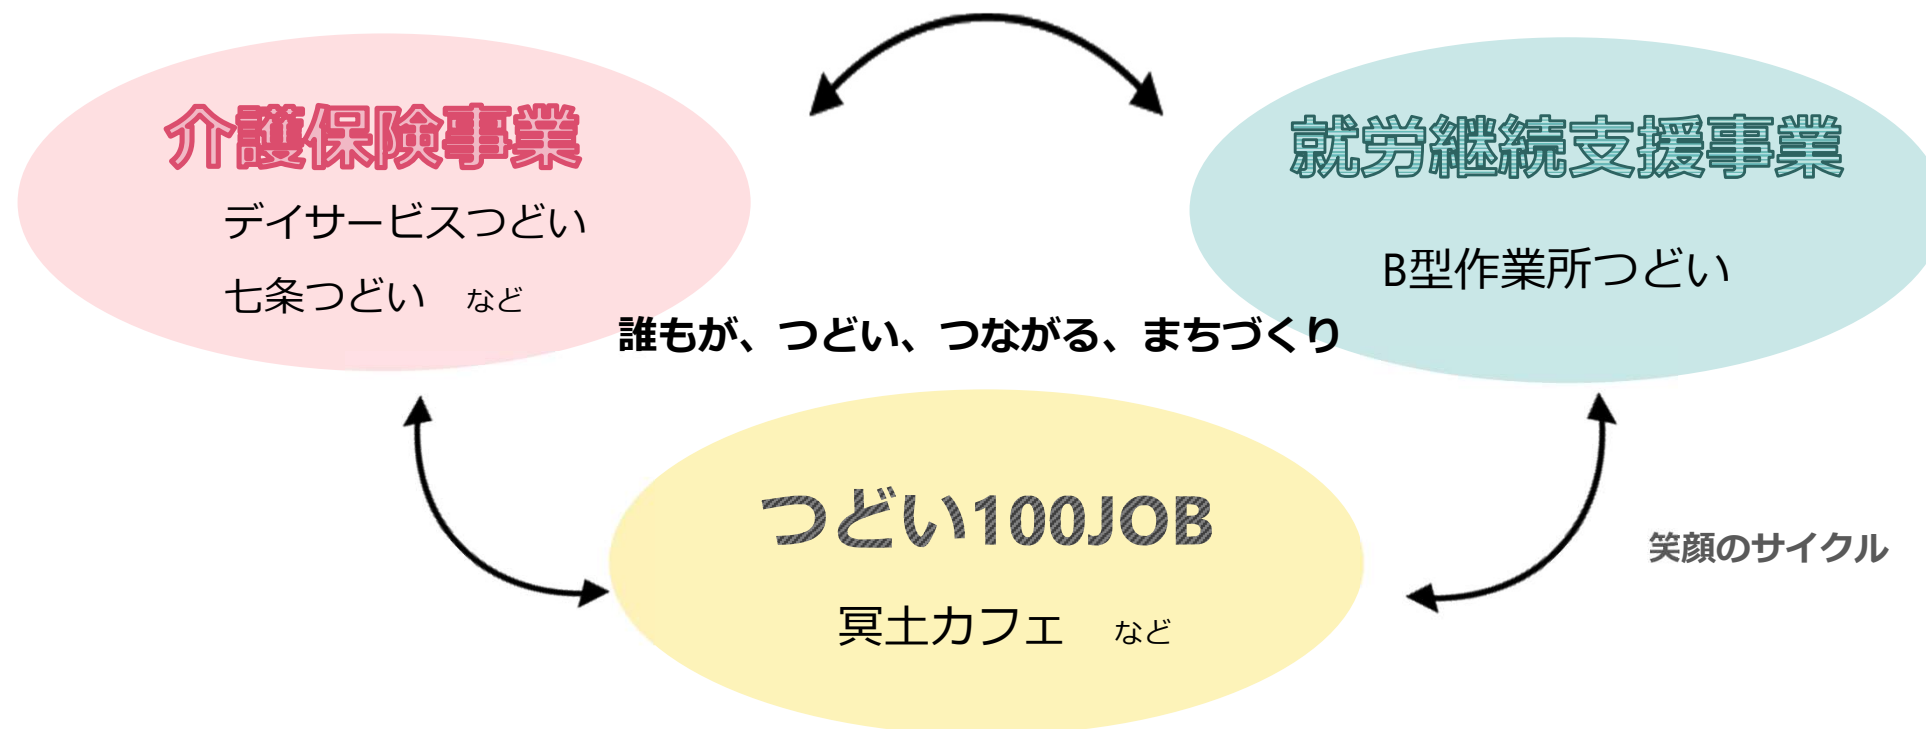 介護保険事業
デイサービスつどい
七条つどい　など
就労継続支援事業
B型作業所つどい
誰もが、つどい、つながる、まちづくり
つどい100JOB
冥土カフェ　など
笑顔のサイクル